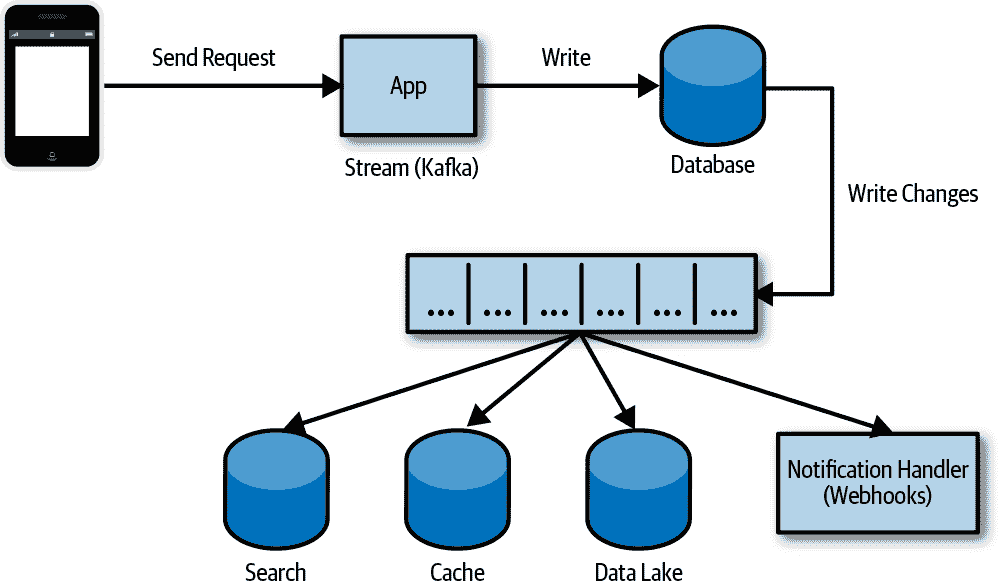 Send Request
App
Write
Stream (Kafka)
Database
Write Changes
... ... ... ... ... ...
Notification Handler
(Webhooks)
Search
Cache
Data Lake